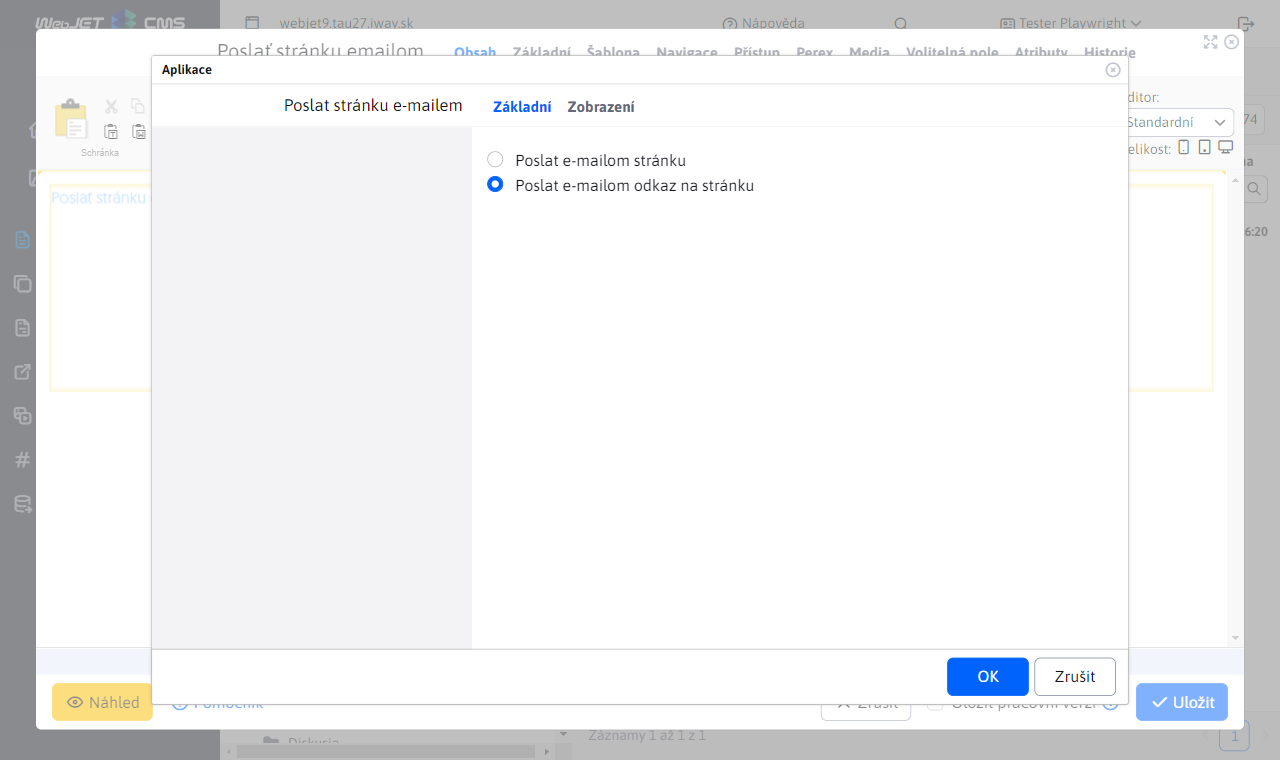 WebJET CMS
webjet9.tau27.iway.sk
Nápověda
Tester Playwright
Poslať stránku emailom
Obsah Základní Šablona Navigace Přístup Perex Media Volitelná pole Atributy Historie
Aplikace
Poslat stránku e-mailem
Základní Zobrazení
ditor:
Standardní
74
elikost:
Schránka
Poslať stránku
6:20
Poslat e-mailom stránku
Poslat e-mailom odkaz na stránku
OK
Zrušit
Náhled
Pomocník
Zrušit
Uložit pracovní verzi
Uložit
Diskusia
Záznamy 1 až 1 z 1
1